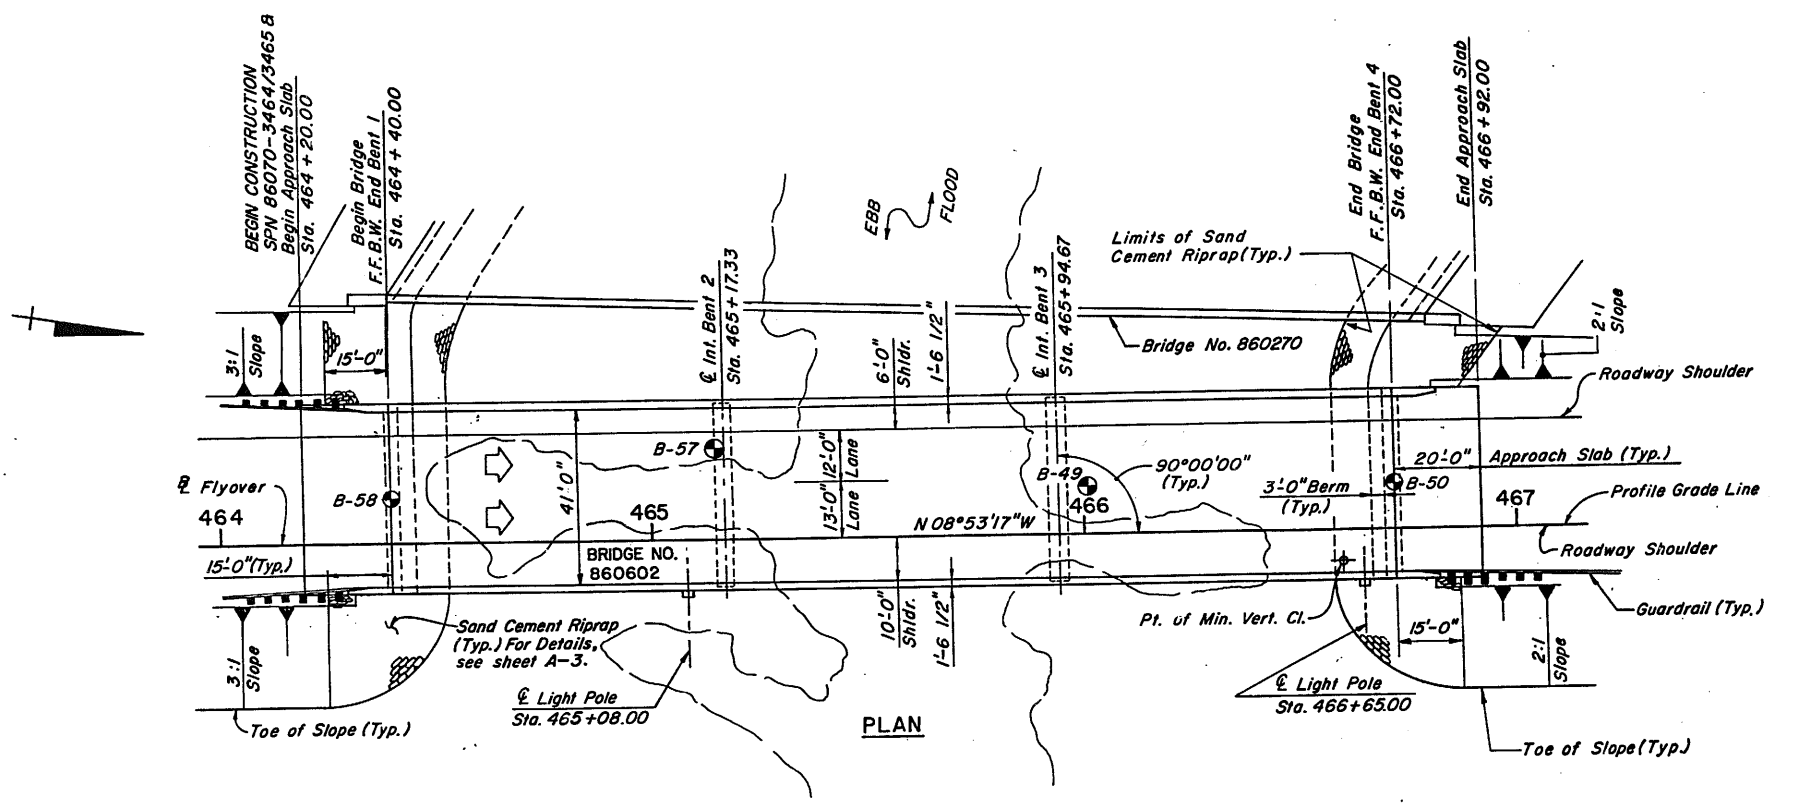 BEGIN CONSTRUCTION
SPN 86070-3464/3465 &
Begin Approach Slab
Sta. 464+20.00
Begin Bridge
F.F.B.W. End Bent 1
Sta. 464+40.00
℄ Int. Bent 2
Sta. 465+17.33
EBB
FLOOD
℄ Int. Bent 3
Sta. 465+94.67
Limits of Sand
Cement Riprap (Typ.)
End Bridge
F.F.B.W. End Bent 4
Sta. 466+72.00
End Approach Slab
Sta. 466+92.00
2:1
Slope
3:1
Slope
15'-0"
6'-0"
Shldr.
1'-6 1/2"
Bridge No. 860270
Roadway Shoulder
B-57
12'-0"
Lane
B-49
90°00'00"
(Typ.)
20'-0"
Approach Slab (Typ.)
℄ Flyover
464
B-58
41'-0"
465
13'-0"
Lane
466
N 08°53'17" W
3'-0" Berm
(Typ.)
B-50
467
Profile Grade Line
Roadway Shoulder
15'-0" (Typ.)
BRIDGE NO.
860602
Sand Cement Riprap
(Typ.) For Details,
see sheet A-3.
10'-0"
Shldr.
1'-6 1/2"
Pt. of Min. Vert. Cl.
15'-0"
Guardrail (Typ.)
3:1
Slope
2:1
Slope
℄ Light Pole
Sta. 465+08.00
℄ Light Pole
Sta. 466+65.00
Toe of Slope (Typ.)
PLAN
Toe of Slope (Typ.)